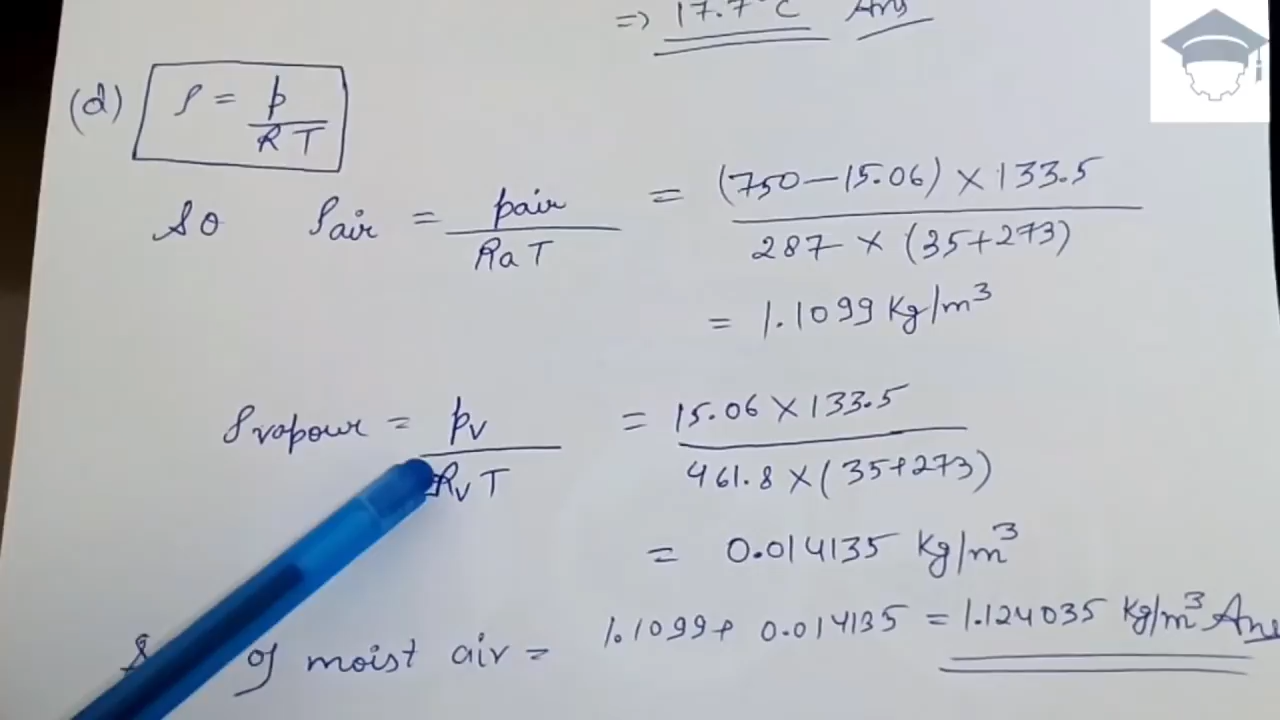 => 17.7°C Ans
(d) ρ = p / RT
So ρair = pair / RaT = (750-15.06) × 133.5 / 287 × (35+273)
= 1.1099 Kg/m³
ρvapour = pv / RvT = 15.06 × 133.5 / 461.8 × (35+273)
= 0.014135 Kg/m³
of moist air = 1.1099 + 0.014135 = 1.124035 Kg/m³ Ans